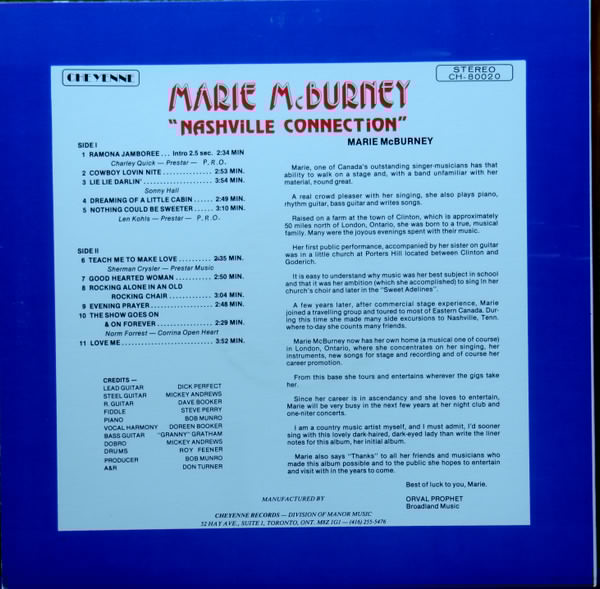 CHEYENNE
STEREO
CH-80020
MARIE McBURNEY
"NASHVILLE CONNECTION"
SIDE I
1 RAMONA JAMBOREE ... Intro 2.5 sec. 2:34 MIN
Charley Quick — Prestar — P.R.O.
2 COWBOY LOVIN NITE ............... 2:53 MIN.
3 LIE LIE DARLIN' ..................... 3:54 MIN.
Sonny Hall
4 DREAMING OF A LITTLE CABIN ...... 2:49 MIN.
5 NOTHING COULD BE SWEETER ...... 3:10 MIN.
Len Kohls — Prestar — P.R.O.
SIDE II
6 TEACH ME TO MAKE LOVE .......... 2:35 MIN.
Sherman Crysler — Prestar Music
7 GOOD HEARTED WOMAN ............ 2:50 MIN.
8 ROCKING ALONE IN AN OLD
ROCKING CHAIR ............ 3:04 MIN.
9 EVENING PRAYER ................... 2:48 MIN.
10 THE SHOW GOES ON
& ON FOREVER ............... 2:29 MIN.
Norm Forrest — Corrina Open Heart
11 LOVE ME ............................ 3:52 MIN.
CREDITS —
LEAD GUITAR DICK PERFECT
STEEL GUITAR MICKEY ANDREWS
R. GUITAR DAVE BOOKER
FIDDLE STEVE PERRY
PIANO BOB MUNRO
VOCAL HARMONY DOREEN BOOKER
BASS GUITAR "GRANNY" GRATHAM
DOBRO MICKEY ANDREWS
DRUMS ROY FEENER
PRODUCER BOB MUNRO
A&R DON TURNER
MARIE McBURNEY
Marie, one of Canada's outstanding singer-musicians has that
ability to walk on a stage and, with a band unfamiliar with her
material, round great.
A real crowd pleaser with her singing, she also plays piano,
rhythm guitar, bass guitar and writes songs.
Raised on a farm at the town of Clinton, which is approximately
50 miles north of London, Ontario, she was born to a true, musical
family. Many were the joyous evenings spent with their music.
Her first public performance, accompanied by her sister on guitar
was in a little church at Porters Hill located between Clinton and
Goderich.
It is easy to understand why music was her best subject in school
and that it was her ambition (which she accomplished) to sing in her
church's choir and later in the "Sweet Adelines".
A few years later, after commercial stage experience, Marie
joined a travelling group and toured to most of Eastern Canada. Dur-
ing this time she made many side excursions to Nashville, Tenn.
where to-day she counts many friends.
Marie McBurney now has her own home (a musical one of course)
in London, Ontario, where she concentrates on her singing, her
instruments, new songs for stage and recording and of course her
career promotion.
From this base she tours and entertains wherever the gigs take
her.
Since her career is in ascendancy and she loves to entertain,
Marie will be very busy in the next few years at her night club and
one-niter concerts.
I am a country music artist myself, and I must admit, I'd sooner
sing with this lovely dark-haired, dark-eyed lady than write the liner
notes for this album, her initial album.
Marie also says "Thanks" to all her friends and musicians who
made this album possible and to the public she hopes to entertain
and visit with in the years to come.
Best of luck to you, Marie.
ORVAL PROPHET
Broadland Music
MANUFACTURED BY
CHEYENNE RECORDS — DIVISION OF MANOR MUSIC
52 HAY AVE., SUITE 1, TORONTO, ONT. M8Z 1G1 — (416) 255-5476